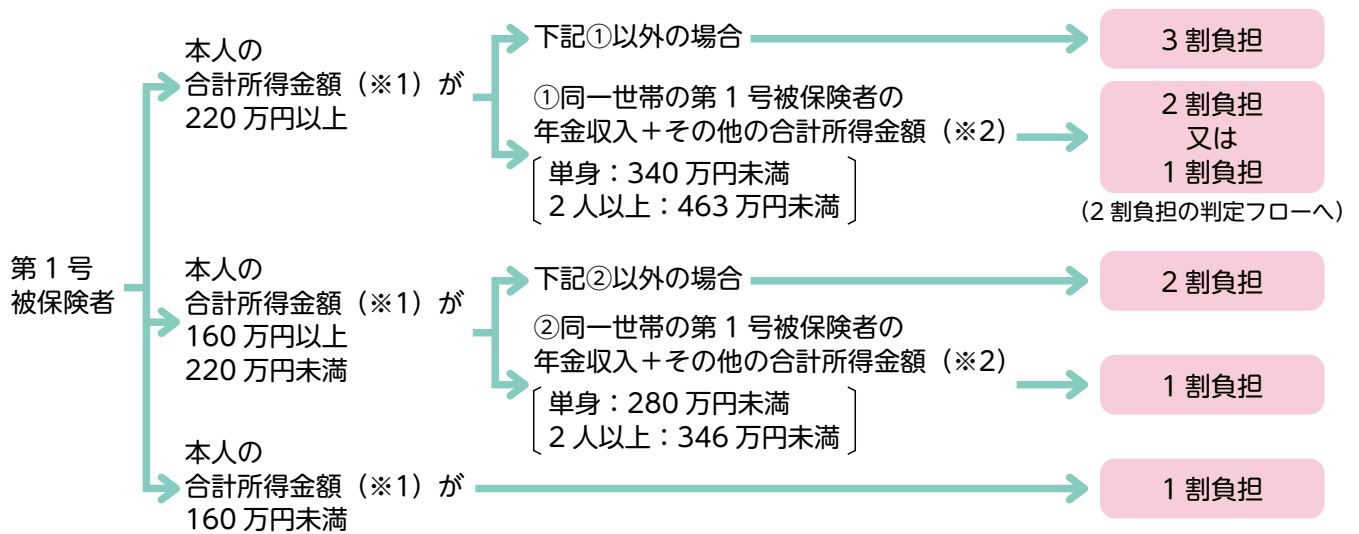 第1号
被保険者
本人の
合計所得金額（※1）が
220万円以上
下記①以外の場合
3割負担
①同一世帯の第1号被保険者の
年金収入＋その他の合計所得金額（※2）
単身：340万円未満
2人以上：463万円未満
2割負担
又は
1割負担
(2割負担の判定フローへ)
本人の
合計所得金額（※1）が
160万円以上
220万円未満
下記②以外の場合
2割負担
②同一世帯の第1号被保険者の
年金収入＋その他の合計所得金額（※2）
単身：280万円未満
2人以上：346万円未満
1割負担
本人の
合計所得金額（※1）が
160万円未満
1割負担